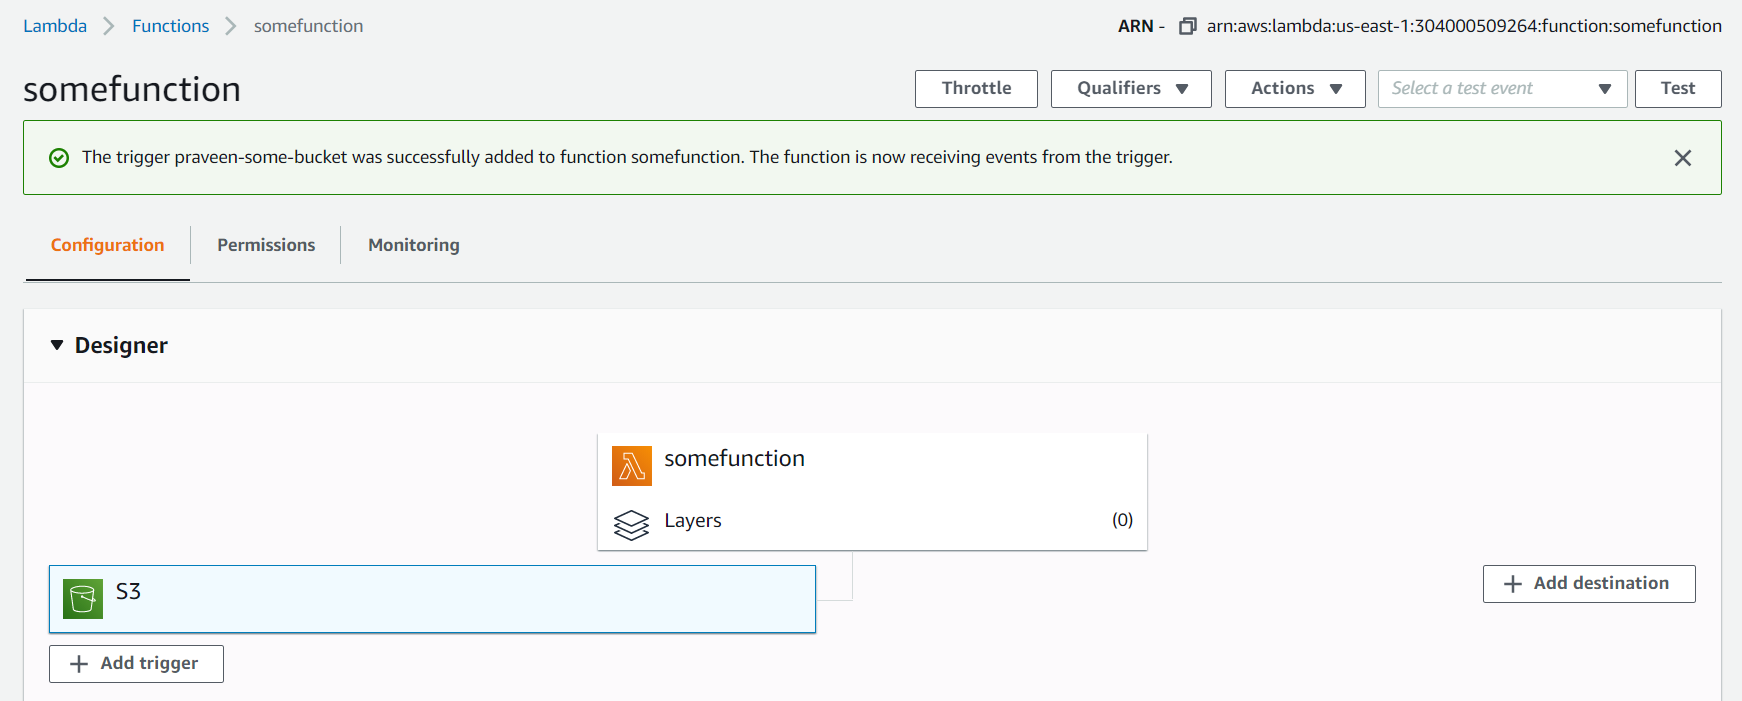 Lambda Functions somefunction ARN - arn:aws:lambda:us-east-1:304000509264:function:somefunction
somefunction Throttle Qualifiers Actions Select a test event Test
The trigger praveen-some-bucket was successfully added to function somefunction. The function is now receiving events from the trigger.
Configuration Permissions Monitoring
Designer
somefunction
Layers (0)
S3
Add destination
Add trigger